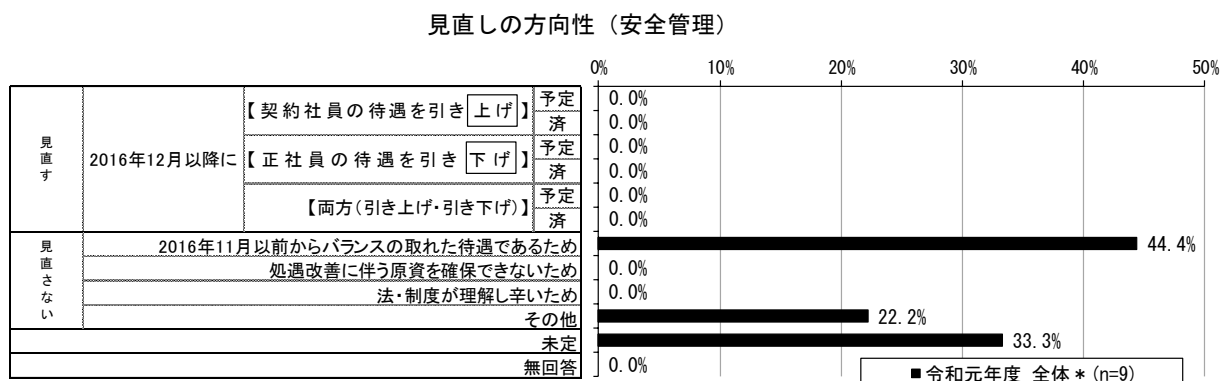 見直しの方向性（安全管理）
0% 10% 20% 30% 40% 50%
見直す
2016年12月以降に
【契約社員の待遇を引き 上げ 】
予定 0.0%
済 0.0%
【正社員の待遇を引き 下げ 】
予定 0.0%
済 0.0%
【両方（引き上げ・引き下げ）】
予定 0.0%
済 0.0%
見直さない
2016年11月以前からバランスの取れた待遇であるため 44.4%
処遇改善に伴う原資を確保できないため 0.0%
法・制度が理解し辛いため 0.0%
その他 22.2%
未定 33.3%
無回答 0.0%
■令和元年度 全体＊(n=9)